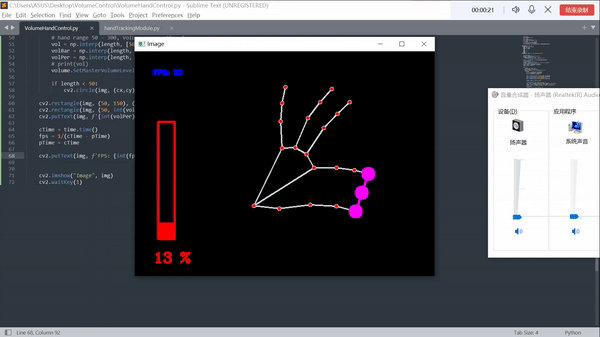 C:\Users\ASUS\Desktop\VolumeControl\VolumeHandControl.py - Sublime Text (UNREGISTERED)
00:00:21
结束录制
File Edit Selection Find View Goto Tools Project Preferences Help
VolumeHandControl.py
handTrackingModule.py
51
# hand range 50 - 300, vol
52
vol = np.interp(length, [50
53
volBar = np.interp(length,
54
volPer = np.interp(length,
55
# print(vol)
56
volume.SetMasterVolumeLevel
57
58
if length < 50:
59
cv2.circle(img, (cx,cy)
60
61
cv2.rectangle(img, (50, 150), (
62
cv2.rectangle(img, (50, int(vol
63
cv2.putText(img, f'{int(volPer)
64
65
cTime = time.time()
66
fps = 1/(cTime - pTime)
67
pTime = cTime
68
cv2.putText(img, f'FPS: {int(fp
71
cv2.imshow("Image", img)
72
cv2.waitKey(1)
Image
13 %
音量合成器 - 扬声器 (Realtek(R) Audio
设备(D)
应用程序
扬声器
系统声音
Line 68, Column 92
Tab Size: 4
Python